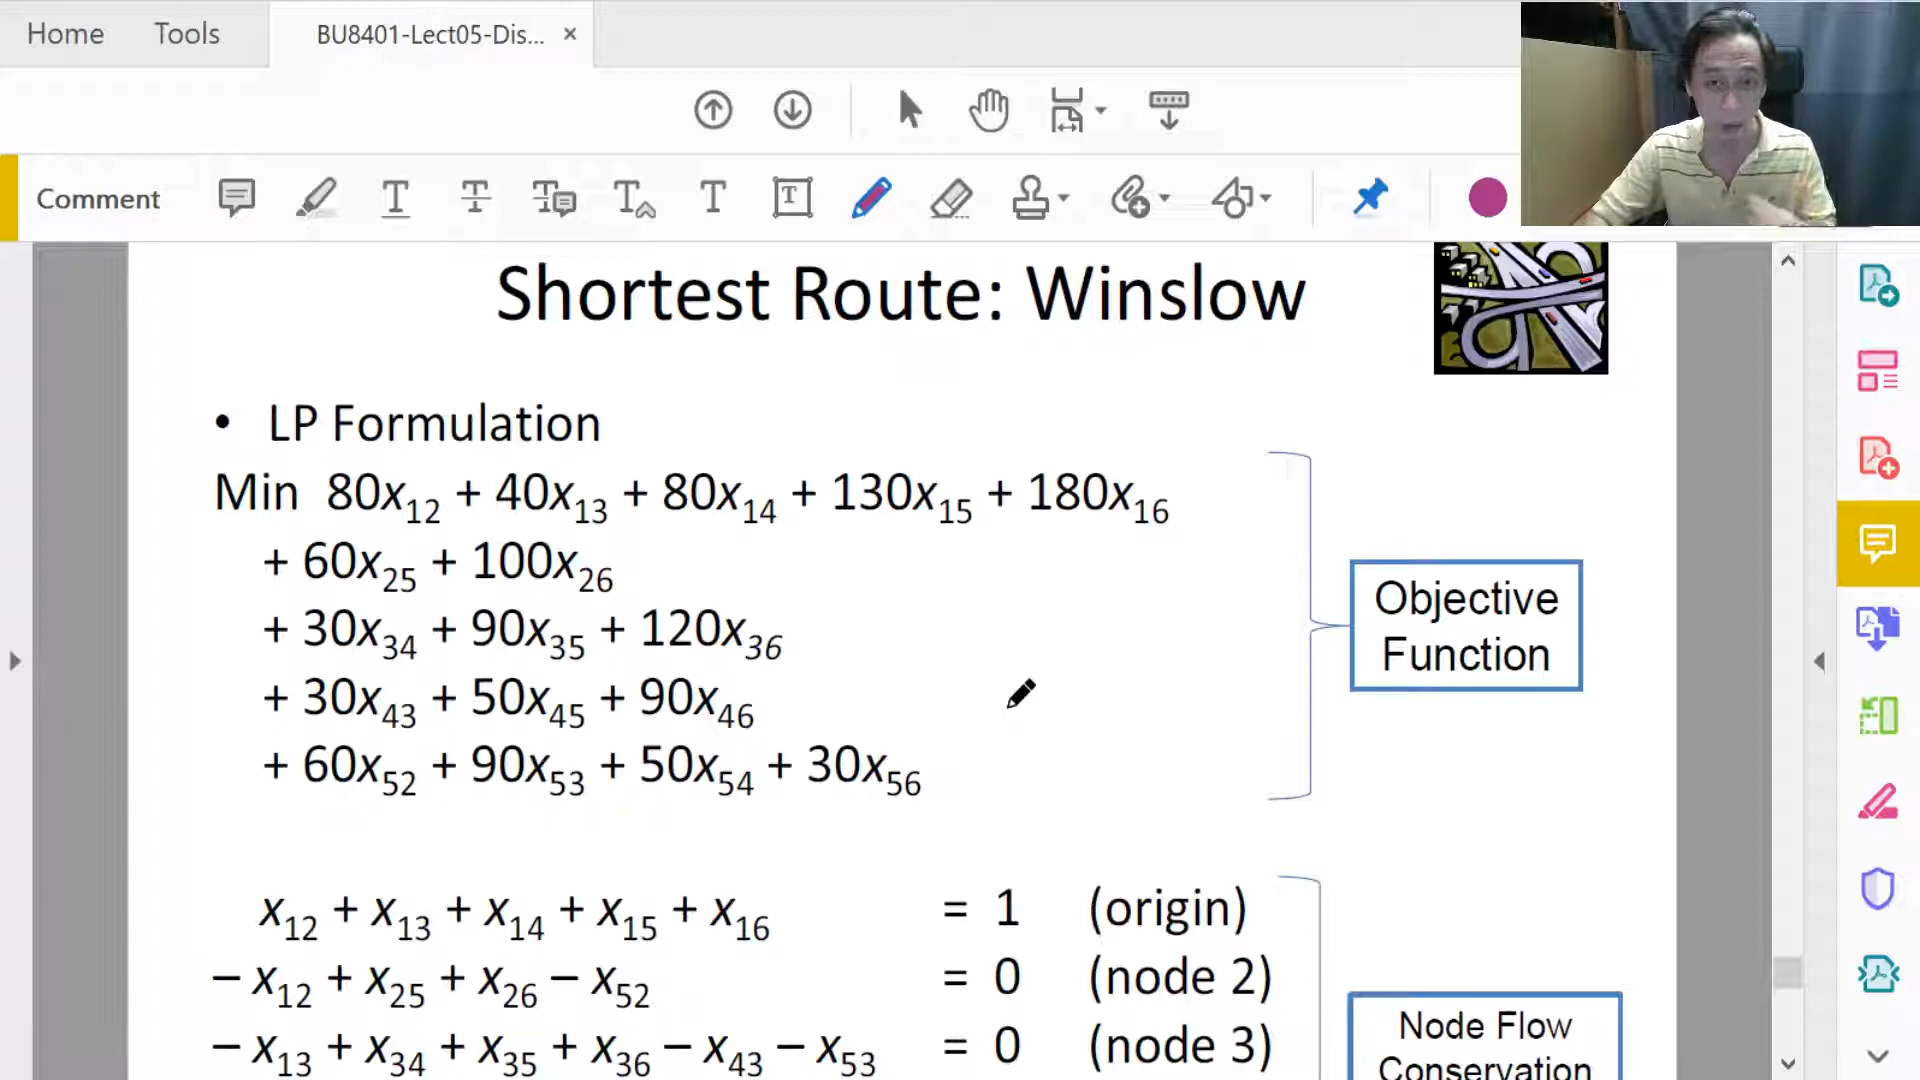 Home Tools BU8401-Lect05-Dis... ×
Comment
Shortest Route: Winslow
• LP Formulation
Min 80x₁₂ + 40x₁₃ + 80x₁₄ + 130x₁₅ + 180x₁₆
+ 60x₂₅ + 100x₂₆
+ 30x₃₄ + 90x₃₅ + 120x₃₆
+ 30x₄₃ + 50x₄₅ + 90x₄₆
+ 60x₅₂ + 90x₅₃ + 50x₅₄ + 30x₅₆
Objective
Function
x₁₂ + x₁₃ + x₁₄ + x₁₅ + x₁₆ = 1 (origin)
– x₁₂ + x₂₅ + x₂₆ – x₅₂ = 0 (node 2)
– x₁₃ + x₃₄ + x₃₅ + x₃₆ – x₄₃ – x₅₃ = 0 (node 3)
Node Flow
Conservation